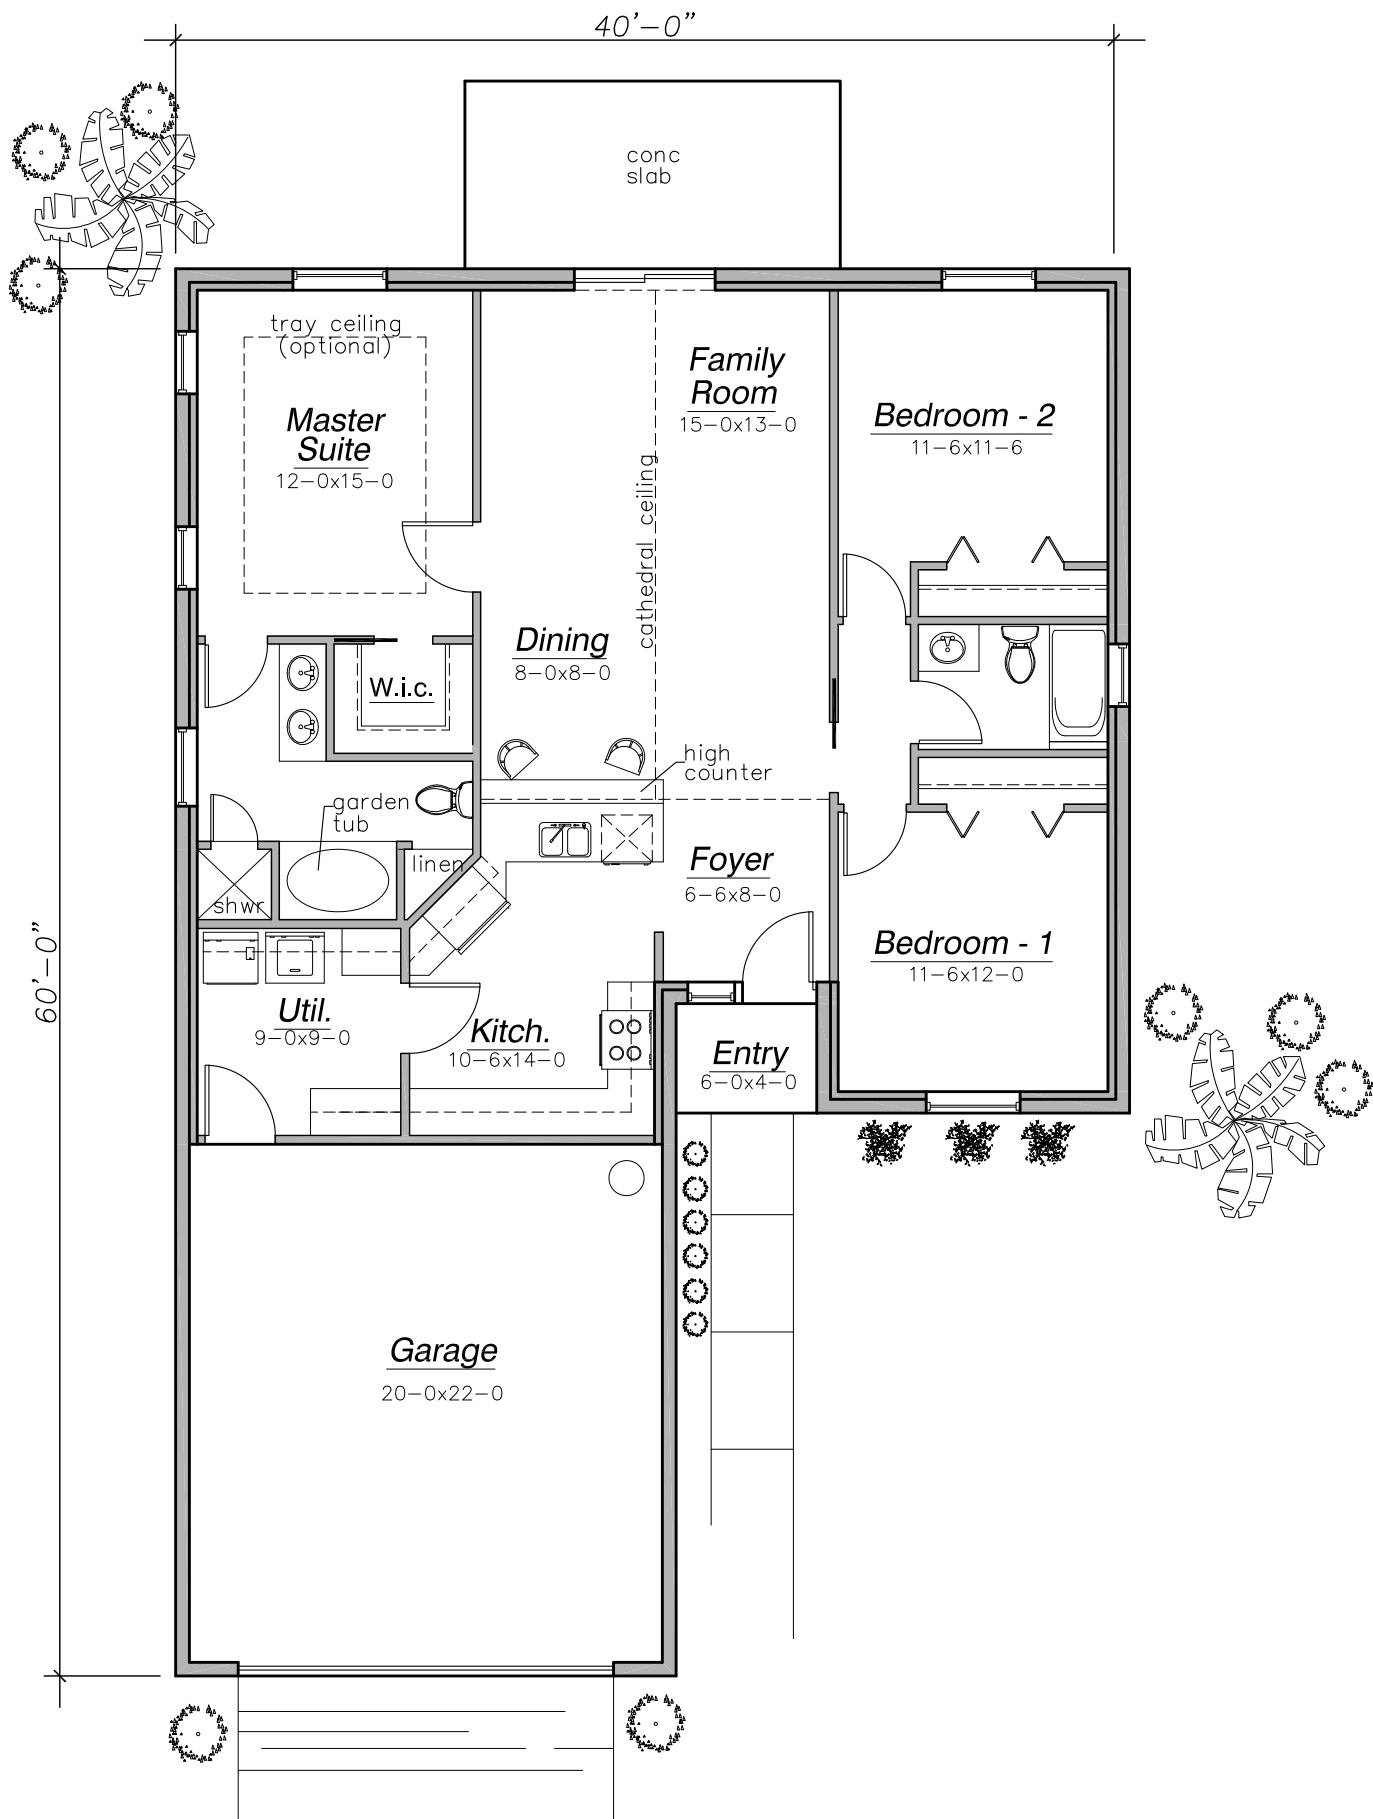 40'-0"
conc
slab
tray ceiling
(optional)
Master
Suite
12-0x15-0
Family
Room
15-0x13-0
Bedroom - 2
11-6x11-6
cathedral ceiling
Dining
8-0x8-0
W.i.c.
high
counter
garden
tub
linen
shwr
Foyer
6-6x8-0
Bedroom - 1
11-6x12-0
60'-0"
Util.
9-0x9-0
Kitch.
10-6x14-0
Entry
6-0x4-0
Garage
20-0x22-0